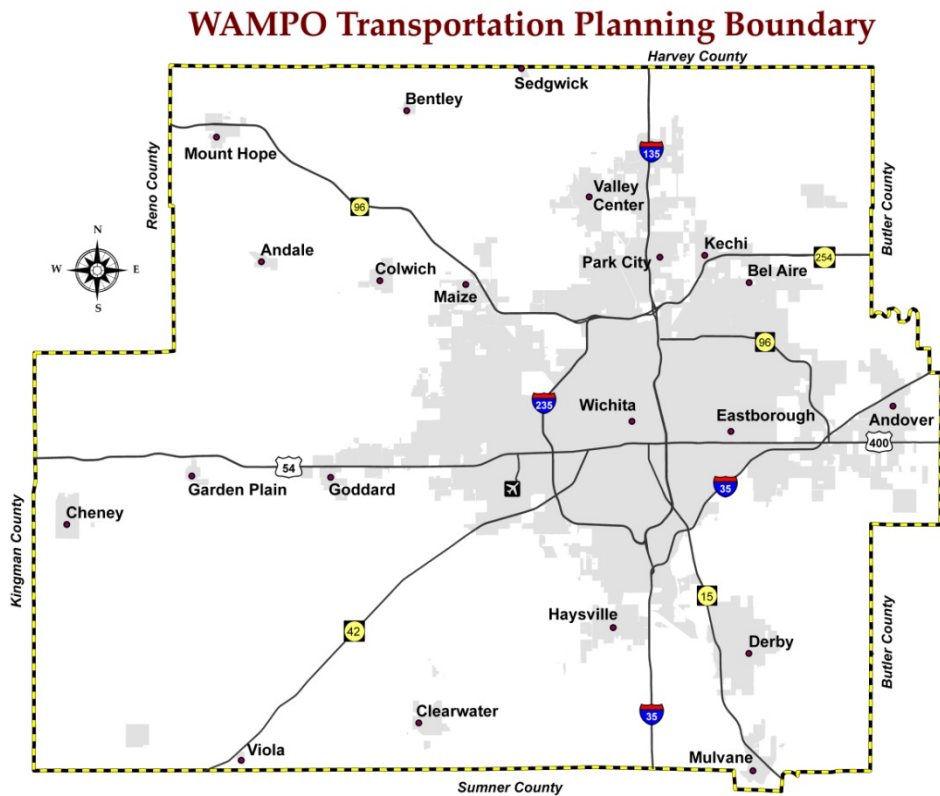 WAMPO Transportation Planning Boundary
Harvey County
Sedgwick
Bentley
Mount Hope
135
Reno County
Butler County
Valley
Center
96
N
W E
S
Andale
Colwich
Maize
Park City
Kechi
254
Bel Aire
96
235
Wichita
Eastborough
Andover
400
54
Garden Plain
Goddard
35
Cheney
Kingman County
15
Haysville
42
Derby
Butler County
Clearwater
35
Viola
Mulvane
Sumner County